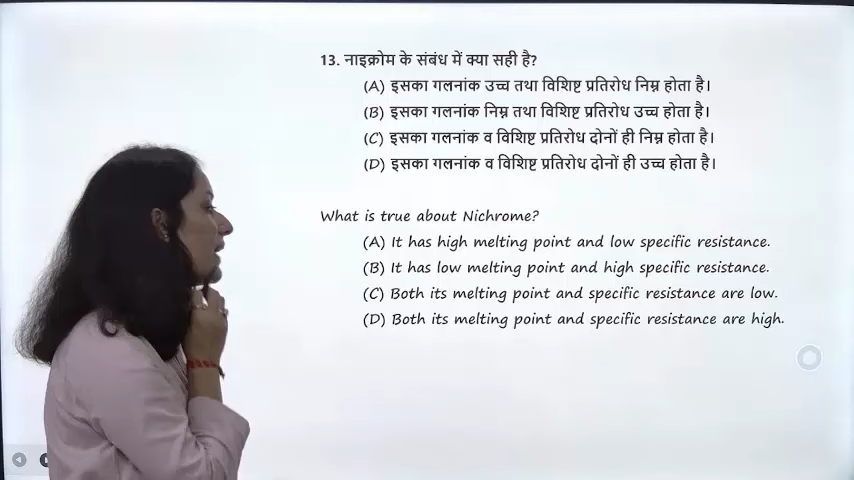 13. नाइक्रोम के संबंध में क्या सही है?
(A) इसका गलनांक उच्च तथा विशिष्ट प्रतिरोध निम्न होता है।
(B) इसका गलनांक निम्न तथा विशिष्ट प्रतिरोध उच्च होता है।
(C) इसका गलनांक व विशिष्ट प्रतिरोध दोनों ही निम्न होता है।
(D) इसका गलनांक व विशिष्ट प्रतिरोध दोनों ही उच्च होता है।
What is true about Nichrome?
(A) It has high melting point and low specific resistance.
(B) It has low melting point and high specific resistance.
(C) Both its melting point and specific resistance are low.
(D) Both its melting point and specific resistance are high.